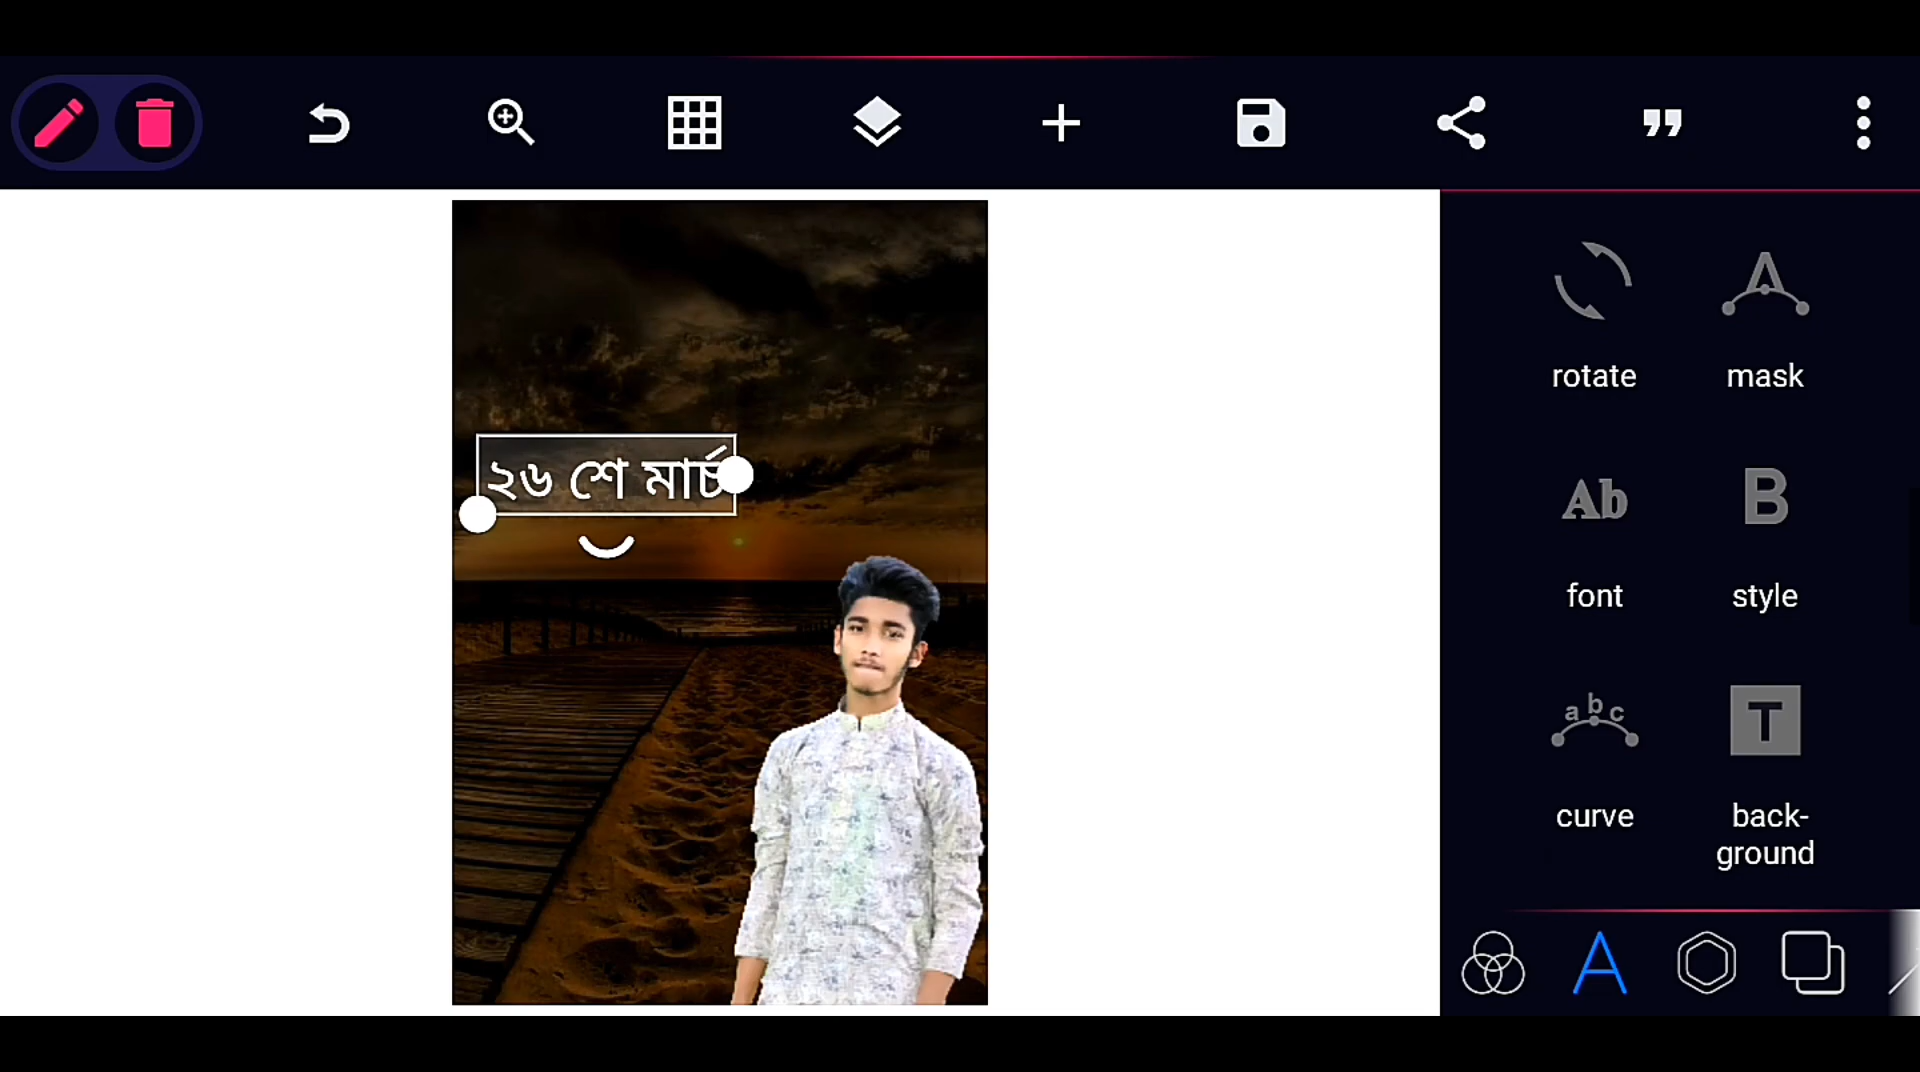 ২৬ শে মার্চ
rotate
mask
Ab
B
font
style
abc
T
curve
back-
ground
A